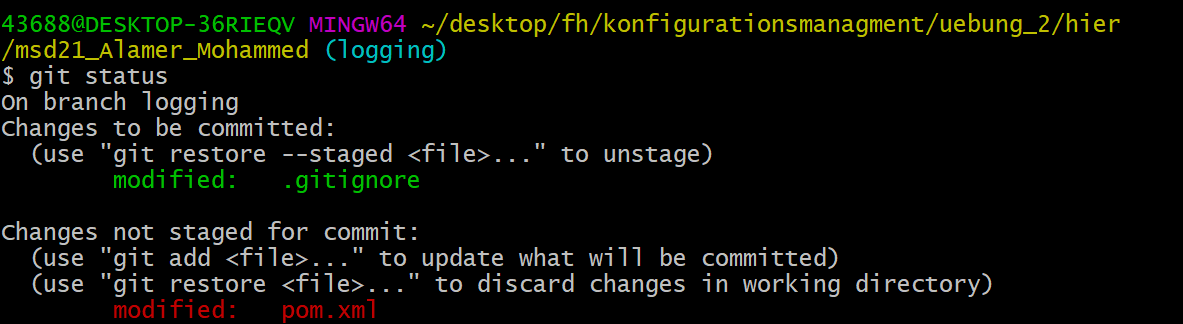 43688@DESKTOP-36RIEQV MINGW64 ~/desktop/fh/konfigurationsmanagment/uebung_2/hier
/msd21_Alamer_Mohammed (logging)
$ git status
On branch logging
Changes to be committed:
  (use "git restore --staged <file>..." to unstage)
        modified:   .gitignore

Changes not staged for commit:
  (use "git add <file>..." to update what will be committed)
  (use "git restore <file>..." to discard changes in working directory)
        modified:   pom.xml